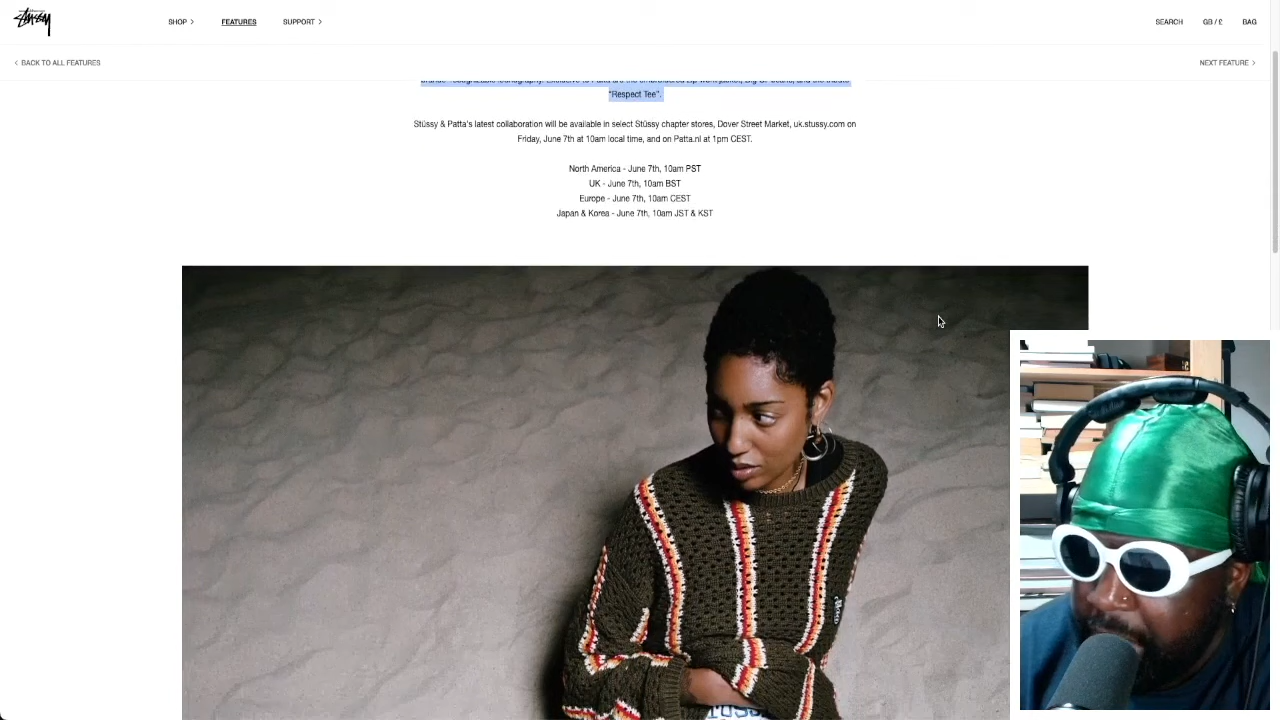 Stüssy
SHOP
FEATURES
SUPPORT
SEARCH
GB / £
BAG
BACK TO ALL FEATURES
NEXT FEATURE
"Respect Tee".
Stüssy & Patta's latest collaboration will be available in select Stüssy chapter stores, Dover Street Market, uk.stussy.com on
Friday, June 7th at 10am local time, and on Patta.nl at 1pm CEST.
North America - June 7th, 10am PST
UK - June 7th, 10am BST
Europe - June 7th, 10am CEST
Japan & Korea - June 7th, 10am JST & KST